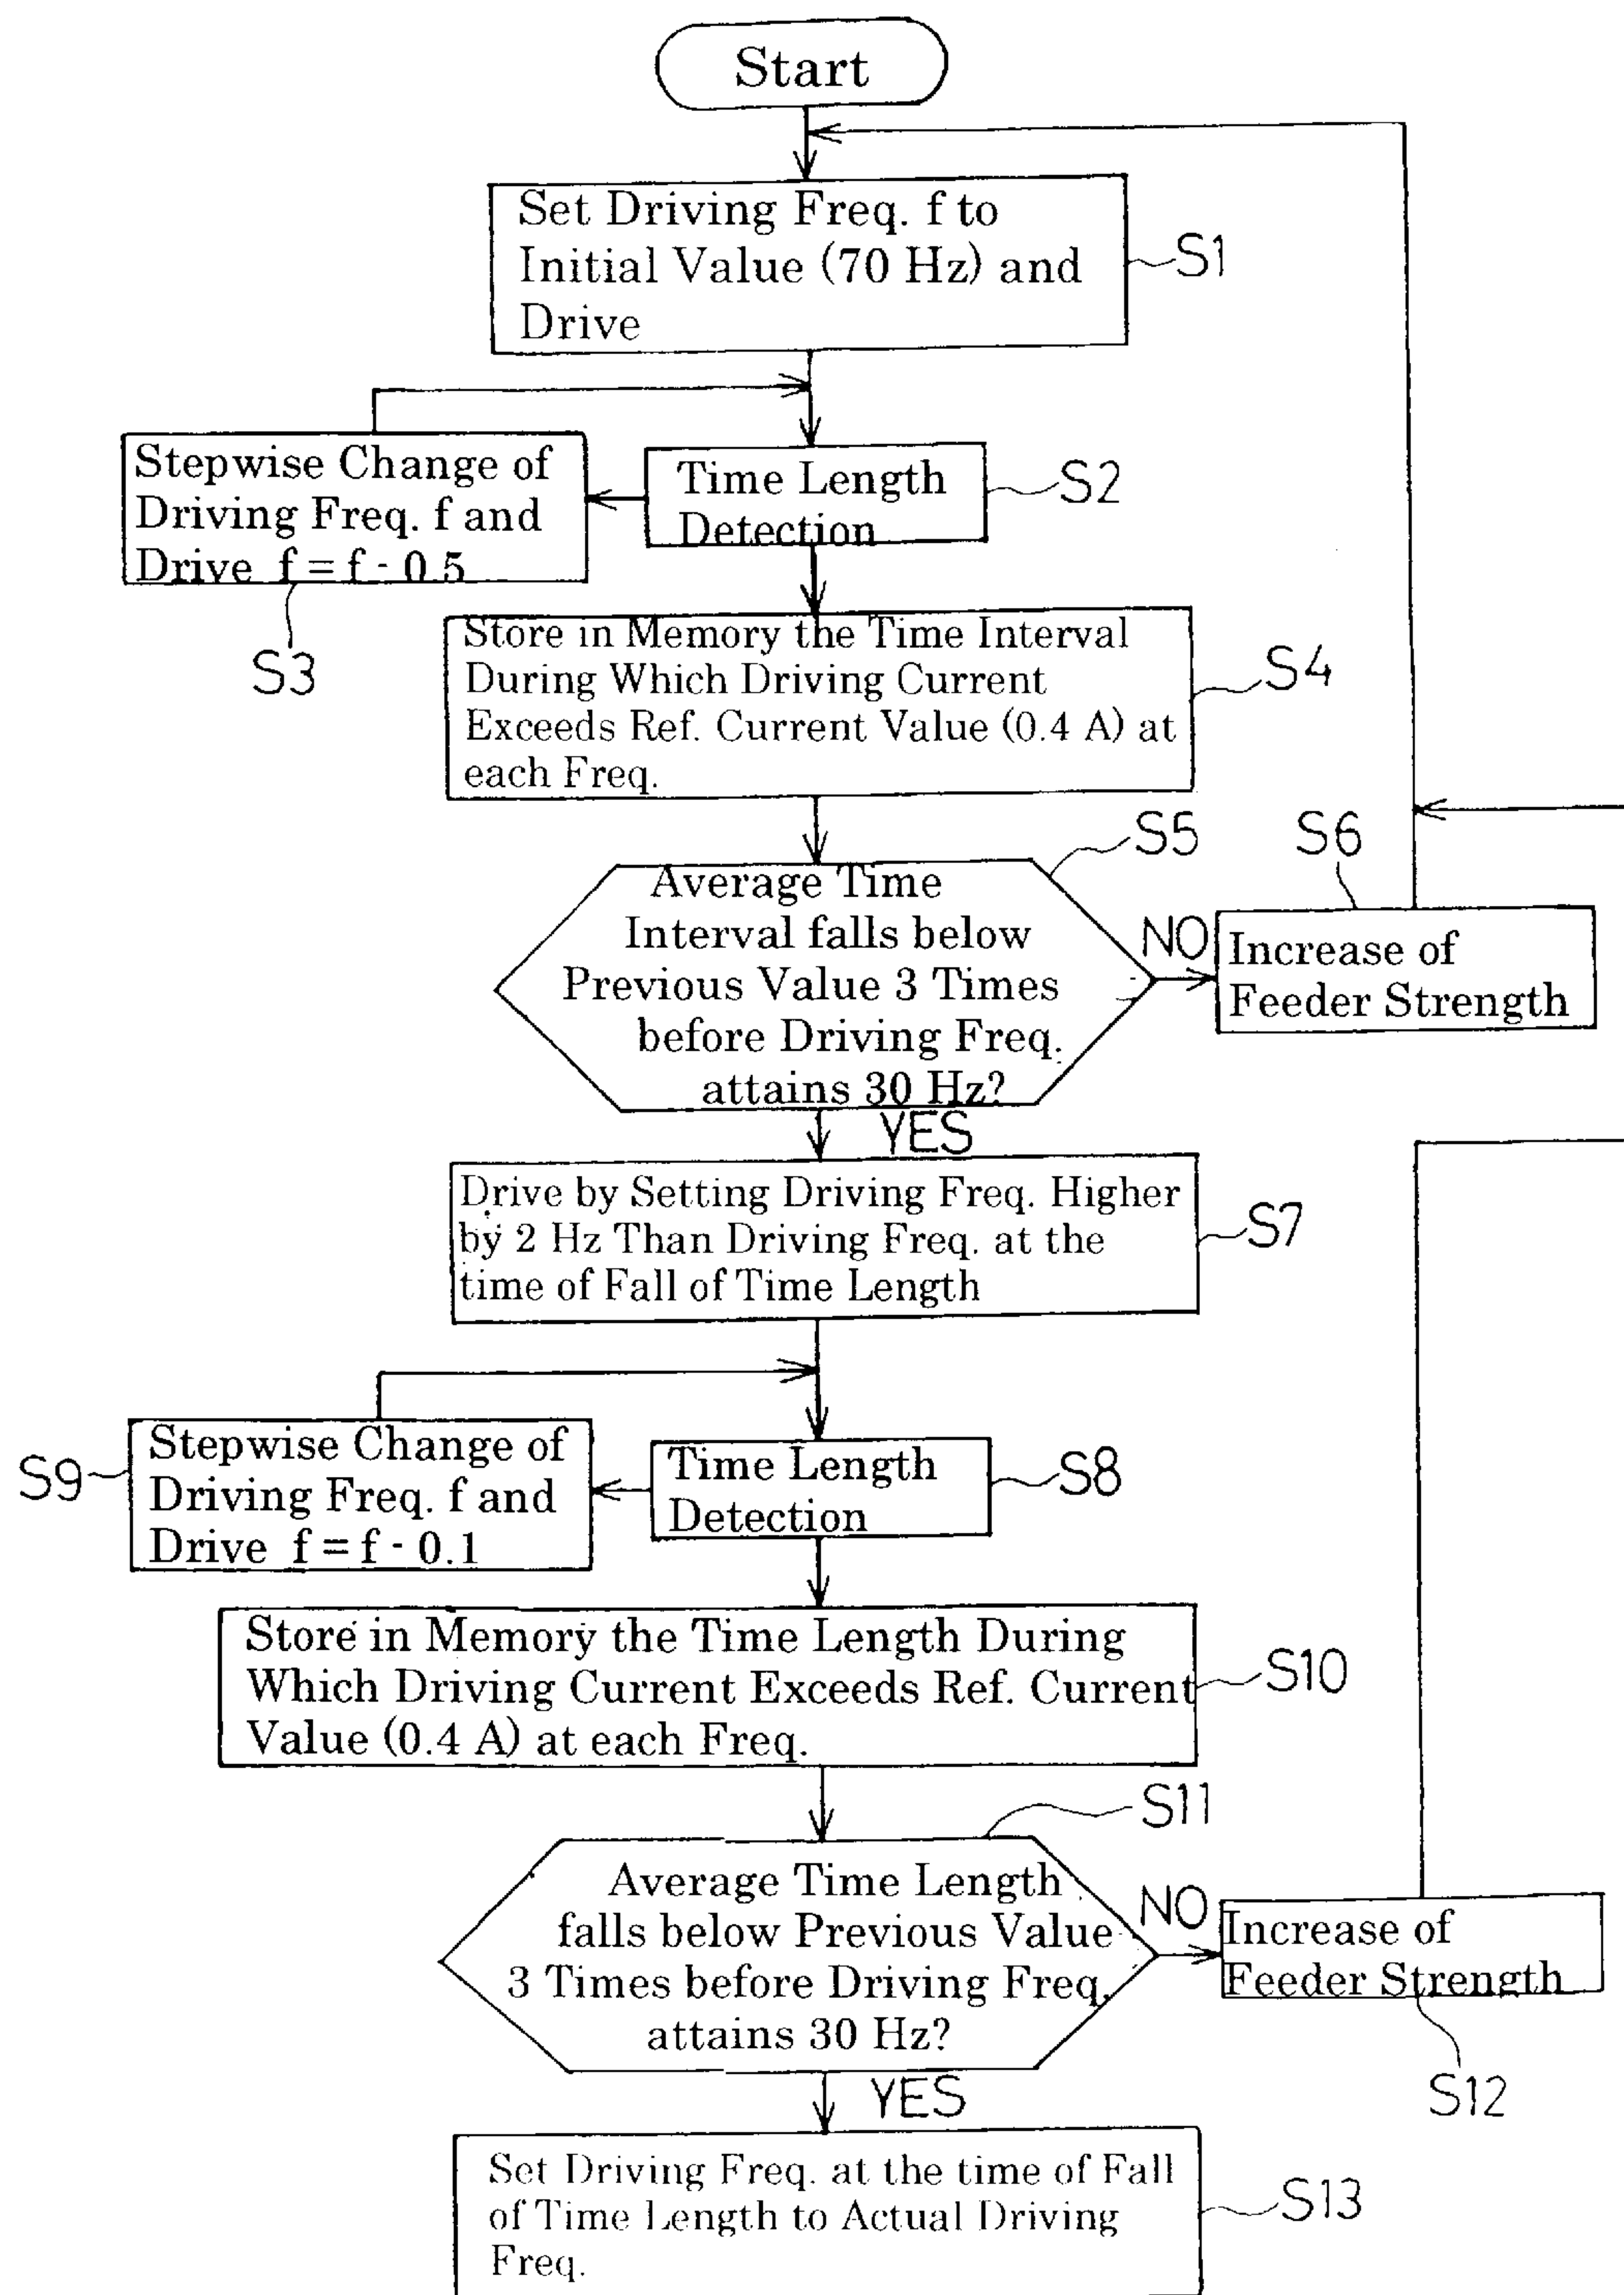 Start
Set Driving Freq. f to
Initial Value (70 Hz) and
Drive
S1
Stepwise Change of
Driving Freq. f and
Drive f = f - 0.5
S3
Time Length
Detection
S2
Store in Memory the Time Interval
During Which Driving Current
Exceeds Ref. Current Value (0.4 A) at
each Freq.
S4
Average Time
Interval falls below
Previous Value 3 Times
before Driving Freq.
attains 30 Hz?
S5
NO
S6
Increase of
Feeder Strength
YES
Drive by Setting Driving Freq. Higher
by 2 Hz Than Driving Freq. at the
time of Fall of Time Length
S7
S9
Stepwise Change of
Driving Freq. f and
Drive f = f - 0.1
Time Length
Detection
S8
Store in Memory the Time Length During
Which Driving Current Exceeds Ref. Current
Value (0.4 A) at each Freq.
S10
Average Time Length
falls below Previous Value
3 Times before Driving Freq.
attains 30 Hz?
S11
NO
Increase of
Feeder Strength
S12
YES
Set Driving Freq. at the time of Fall
of Time Length to Actual Driving
Freq.
S13